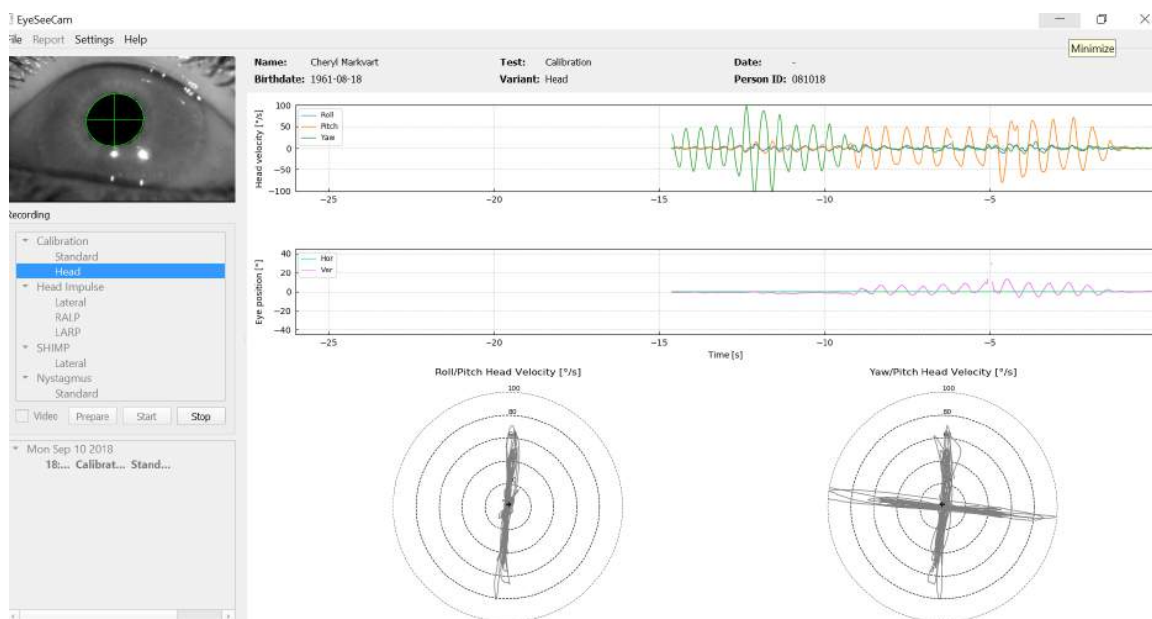 EyeSeeCam
File Report Settings Help
Minimize
Name: Cheryl Markvart Test: Calibration Date: -
Birthdate: 1961-08-18 Variant: Head Person ID: 081018
Recording
Calibration
Standard
Head
Head Impulse
Lateral
RALP
LARP
SHIMP
Lateral
Nystagmus
Standard
Video Prepare Start Stop
Mon Sep 10 2018
18:... Calibrat... Stand...
Head velocity [°/s]
100
50
0
−50
−100
Roll
Pitch
Yaw
−25 −20 −15 −10 −5
Eye position [°]
40
20
0
−20
−40
Hor
Ver
−25 −20 −15 −10 −5
Time [s]
Roll/Pitch Head Velocity [°/s] Yaw/Pitch Head Velocity [°/s]
100 100
80 80